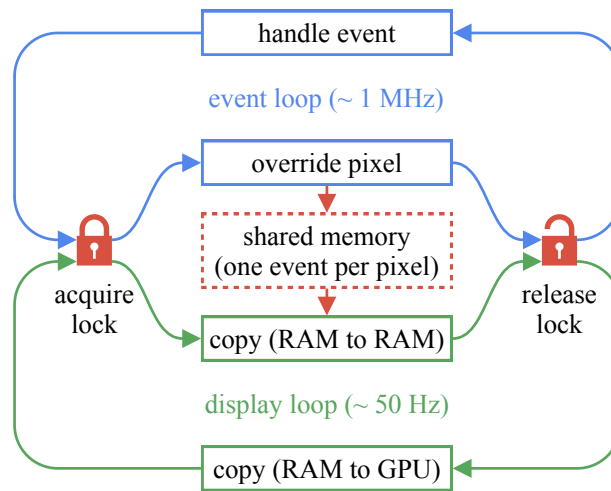 handle event
event loop (~ 1 MHz)
override pixel
shared memory
(one event per pixel)
acquire
lock
release
lock
copy (RAM to RAM)
display loop (~ 50 Hz)
copy (RAM to GPU)